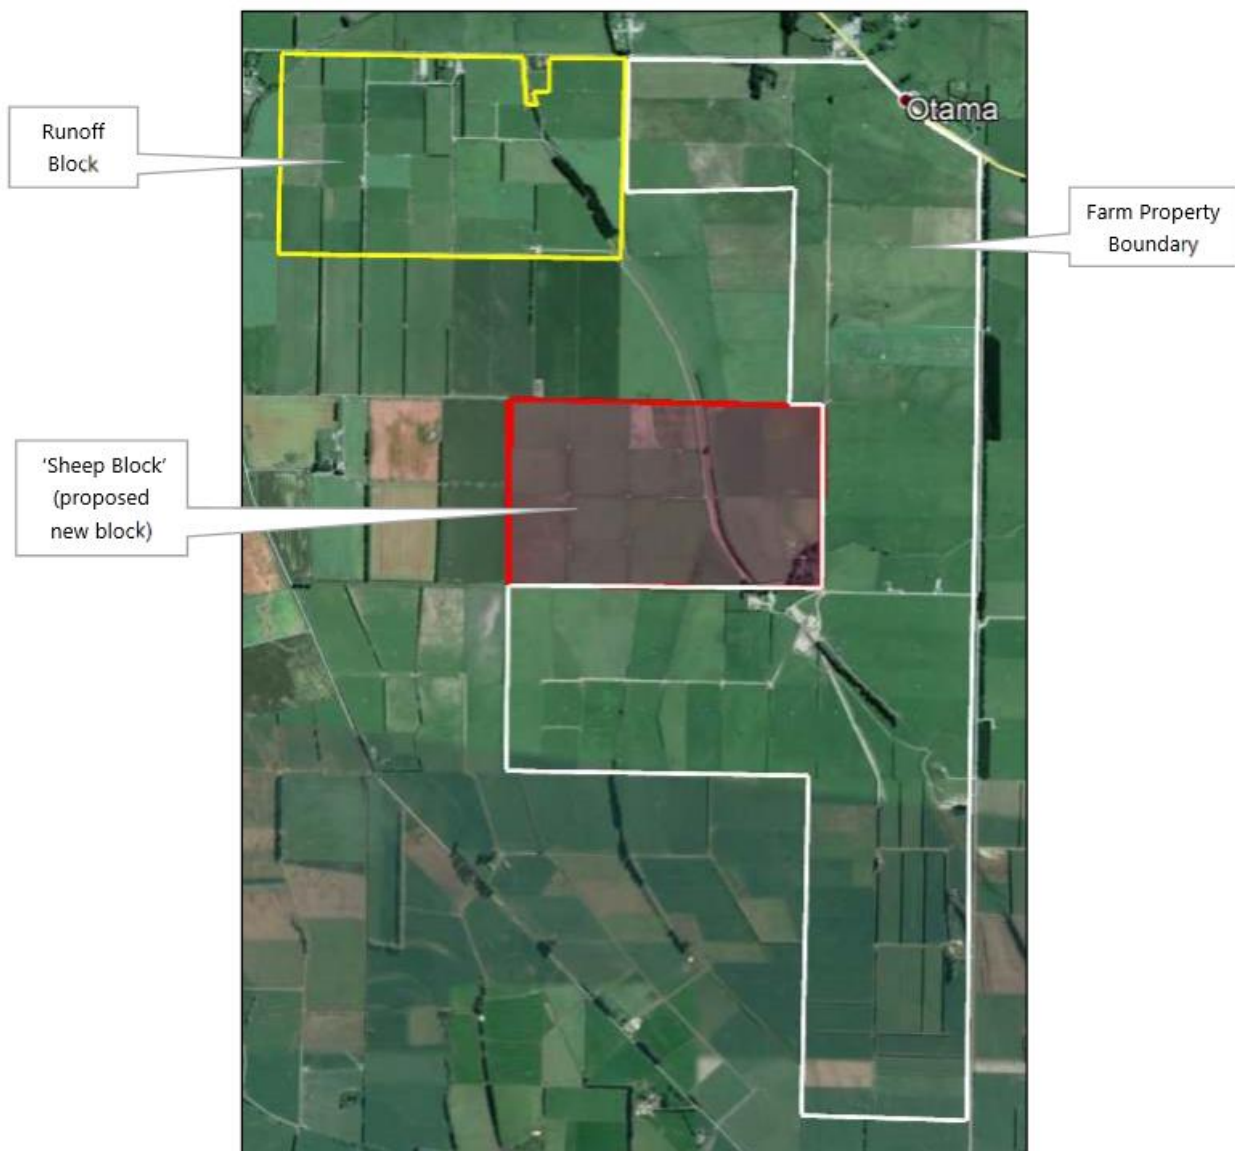 Runoff
Block
Otama
Farm Property
Boundary
‘Sheep Block’
(proposed
new block)